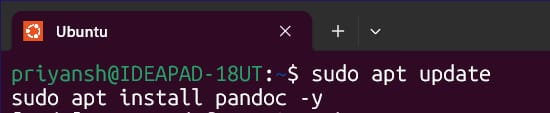 Ubuntu
priyansh@IDEAPAD-18UT:~$ sudo apt update
sudo apt install pandoc -y